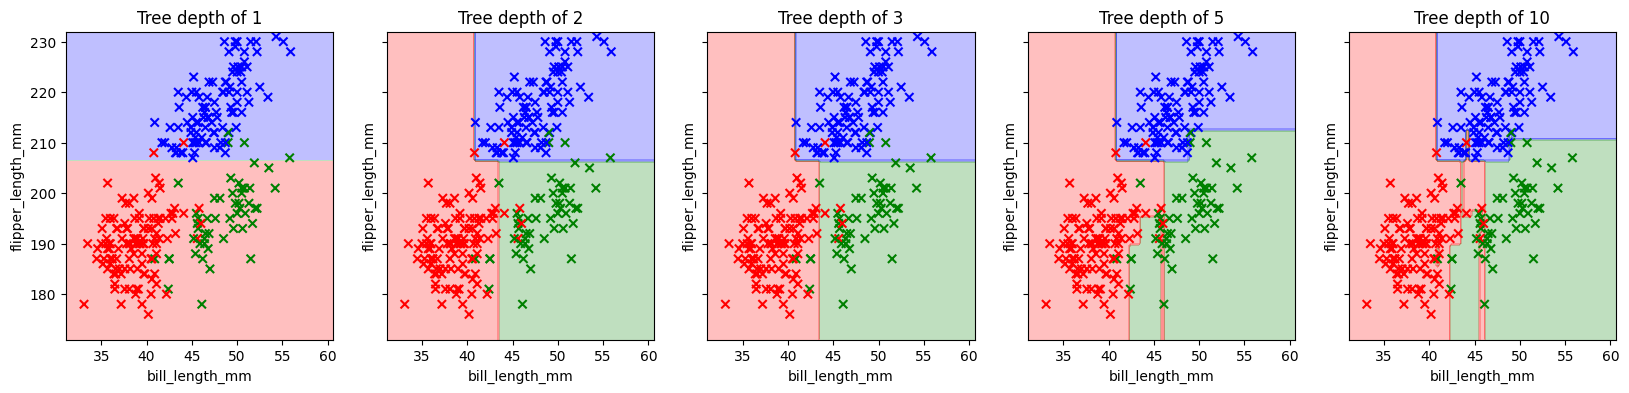 Tree depth of 1
Tree depth of 2
Tree depth of 3
Tree depth of 5
Tree depth of 10
flipper_length_mm
230
220
210
200
190
180
35 40 45 50 55 60
bill_length_mm
flipper_length_mm
35 40 45 50 55 60
bill_length_mm
flipper_length_mm
35 40 45 50 55 60
bill_length_mm
flipper_length_mm
35 40 45 50 55 60
bill_length_mm
flipper_length_mm
35 40 45 50 55 60
bill_length_mm